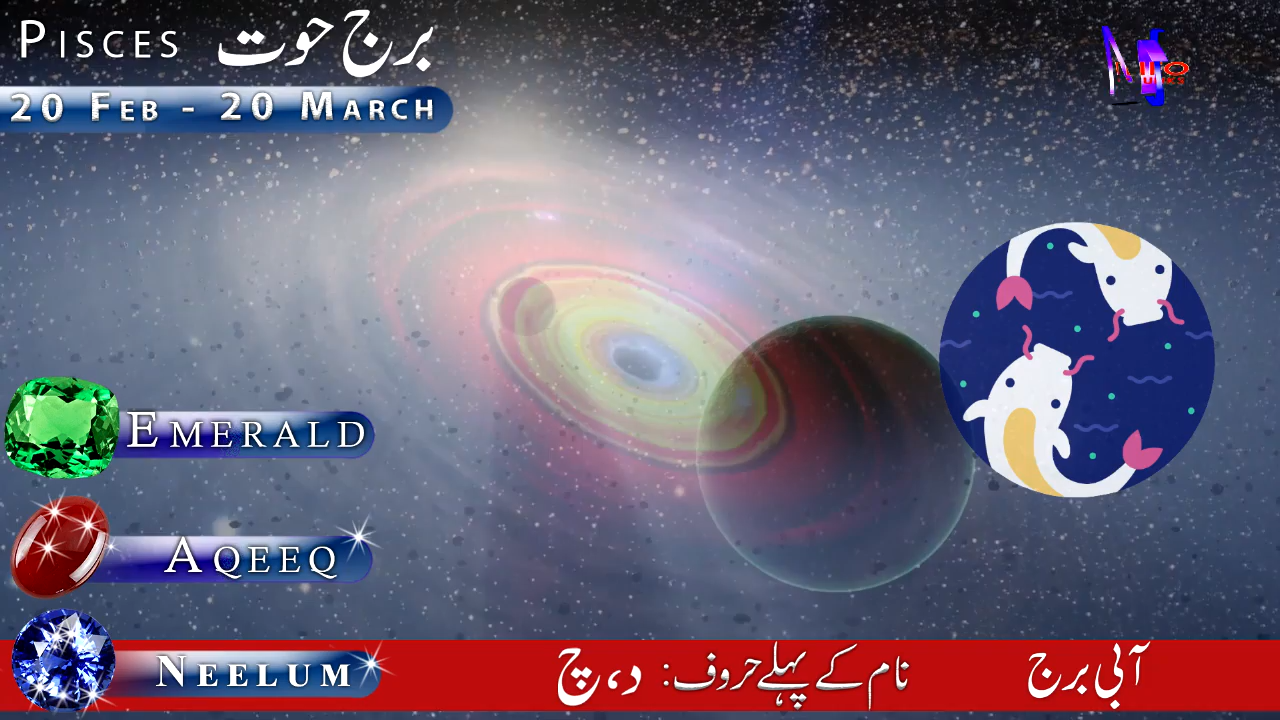 PISCES برج حوت
20 FEB - 20 MARCH
EMERALD
AQEEQ
NEELUM
آبی برج
نام کے پہلے حروف: د، چ